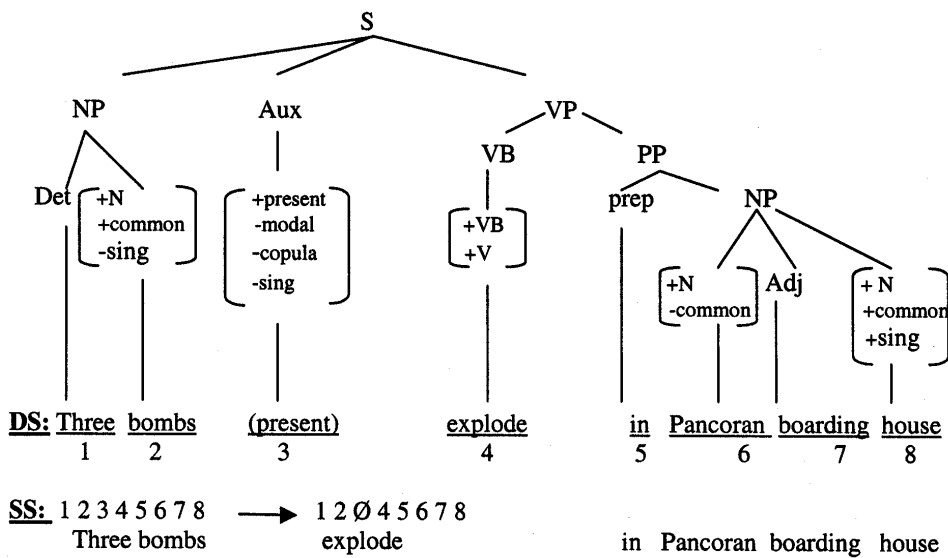 S
NP Aux VP
VB PP
Det +N +present prep NP
+common -modal +VB
-sing -copula +V
-sing +N Adj + N
-common +common
+sing
DS: Three bombs (present) explode in Pancoran boarding house
1 2 3 4 5 6 7 8
SS: 1 2 3 4 5 6 7 8 → 1 2 Ø 4 5 6 7 8
Three bombs explode in Pancoran boarding house